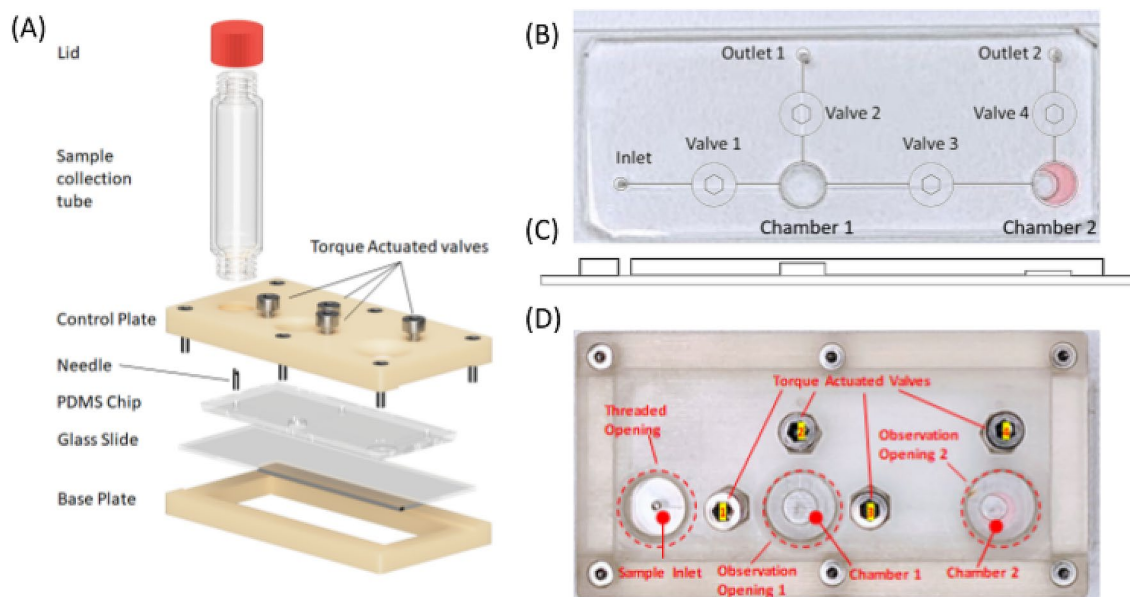 (A)
Lid
Sample
collection
tube
Torque Actuated valves
Control Plate
Needle
PDMS Chip
Glass Slide
Base Plate
(B)
Outlet 1
Outlet 2
Valve 2
Valve 4
Valve 1
Valve 3
Inlet
Chamber 1
Chamber 2
(C)
(D)
Torque Actuated Valves
Threaded
Opening
Observation
Opening 2
Sample Inlet
Observation
Opening 1
Chamber 1
Chamber 2